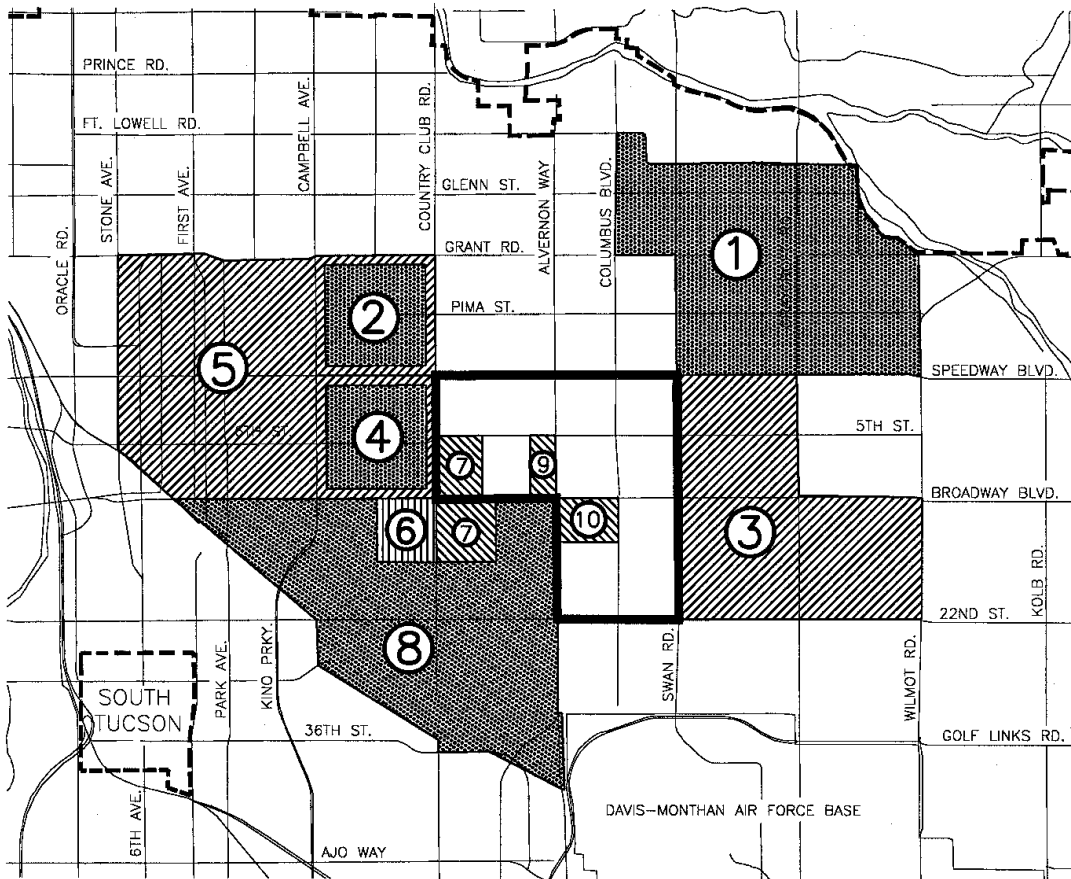 PRINCE RD.
FT. LOWELL RD.
STONE AVE.
FIRST AVE.
CAMPBELL AVE.
COUNTRY CLUB RD.
GLENN ST.
ALVERNON WAY
COLUMBUS BLVD.
ORACLE RD.
GRANT RD.
1
2
PIMA ST.
5
SPEEDWAY BLVD.
4
6TH ST.
5TH ST.
7
9
BROADWAY BLVD.
6
7
10
3
KOLB RD.
22ND ST.
8
SWAN RD.
WILMOT RD.
PARK AVE.
KINO PRKY.
SOUTH
TUCSON
36TH ST.
GOLF LINKS RD.
DAVIS-MONTHAN AIR FORCE BASE
6TH AVE.
AJO WAY